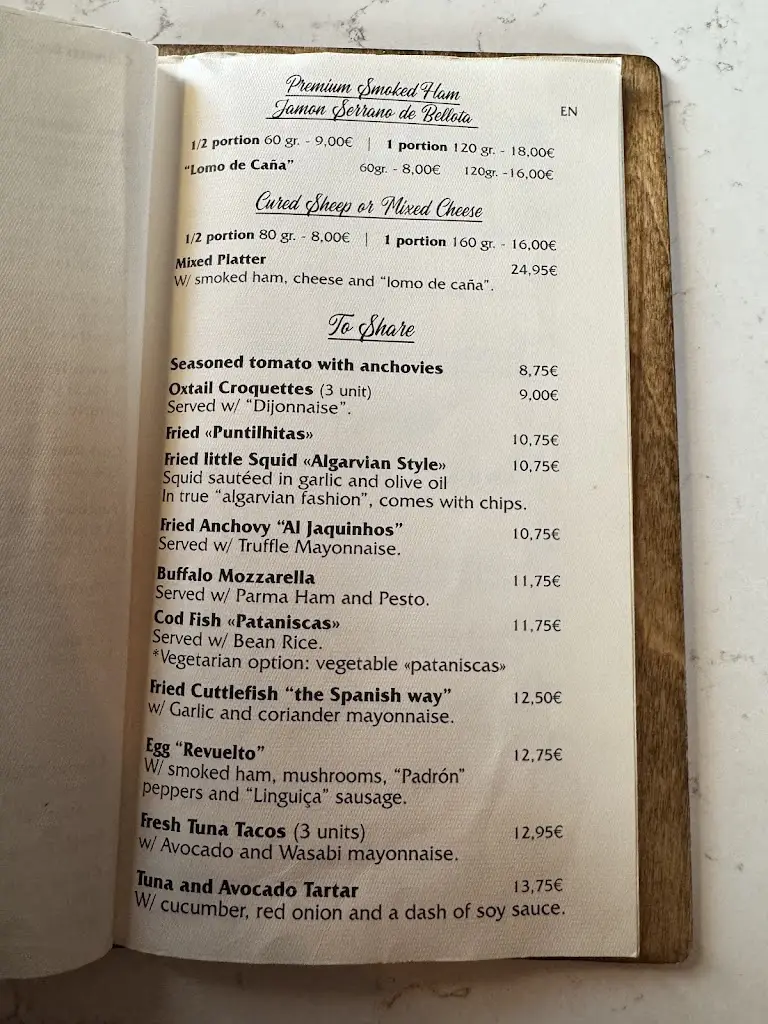 Premium Smoked Ham
Jamon Serrano de Bellota
EN
1/2 portion 60 gr. - 9,00€ | 1 portion 120 gr. - 18,00€
"Lomo de Caña" 60gr. - 8,00€ 120gr. -16,00€
Cured Sheep or Mixed Cheese
1/2 portion 80 gr. - 8,00€ | 1 portion 160 gr. - 16,00€
Mixed Platter 24,95€
W/ smoked ham, cheese and "lomo de caña".
To Share
Seasoned tomato with anchovies 8,75€
Oxtail Croquettes (3 unit) 9,00€
Served w/ "Dijonnaise".
Fried «Puntilhitas» 10,75€
Fried little Squid «Algarvian Style» 10,75€
Squid sautéed in garlic and olive oil
In true "algarvian fashion", comes with chips.
Fried Anchovy "Al Jaquinhos" 10,75€
Served w/ Truffle Mayonnaise.
Buffalo Mozzarella 11,75€
Served w/ Parma Ham and Pesto.
Cod Fish «Pataniscas» 11,75€
Served w/ Bean Rice.
*Vegetarian option: vegetable «pataniscas»
Fried Cuttlefish "the Spanish way" 12,50€
w/ Garlic and coriander mayonnaise.
Egg "Revuelto" 12,75€
W/ smoked ham, mushrooms, "Padrón"
peppers and "Linguiça" sausage.
Fresh Tuna Tacos (3 units) 12,95€
w/ Avocado and Wasabi mayonnaise.
Tuna and Avocado Tartar 13,75€
W/ cucumber, red onion and a dash of soy sauce.